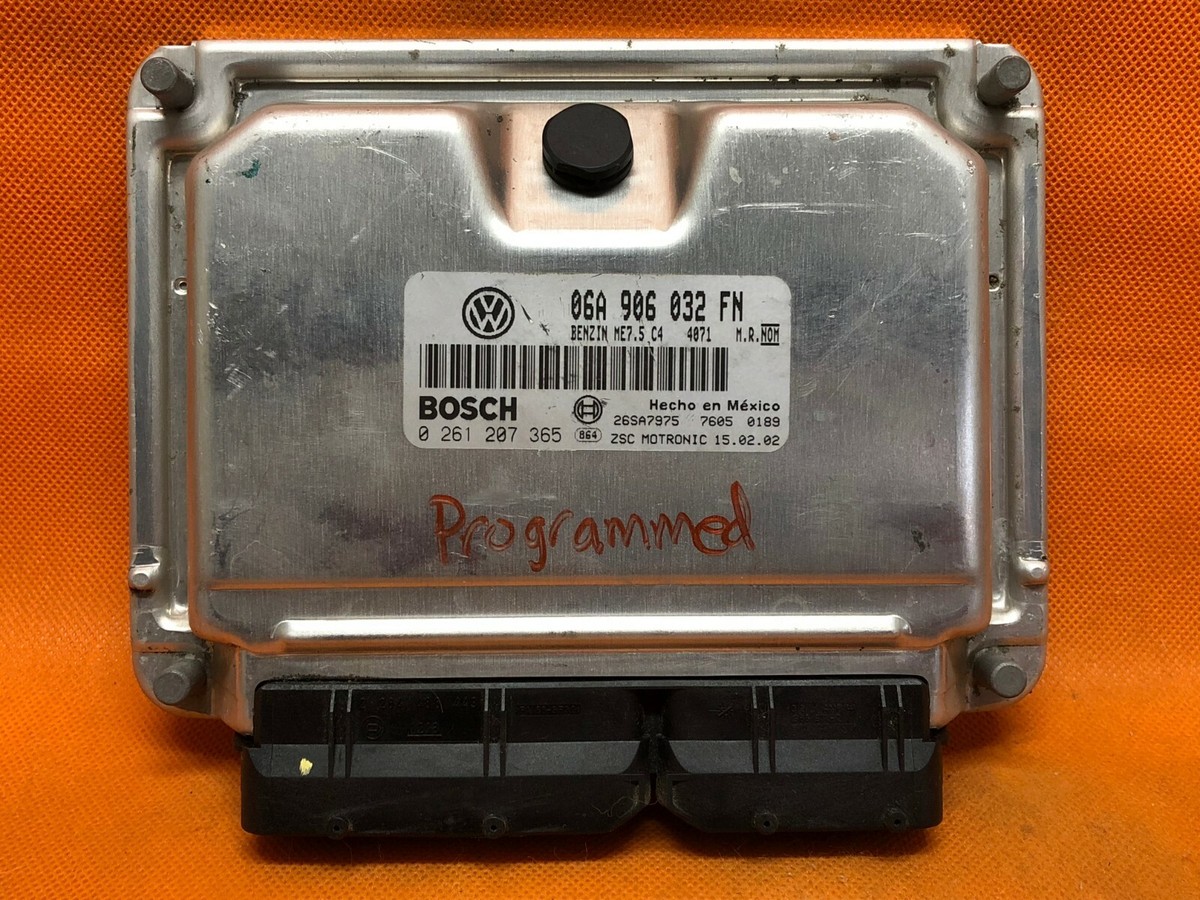 06A 906 032 FN
BENZIN ME7.5 C4 4071 M.R.NOM
BOSCH Hecho en México
26SA7975 7605 0189
0 261 207 365 864 ZSC MOTRONIC 15.02.02
Programmed